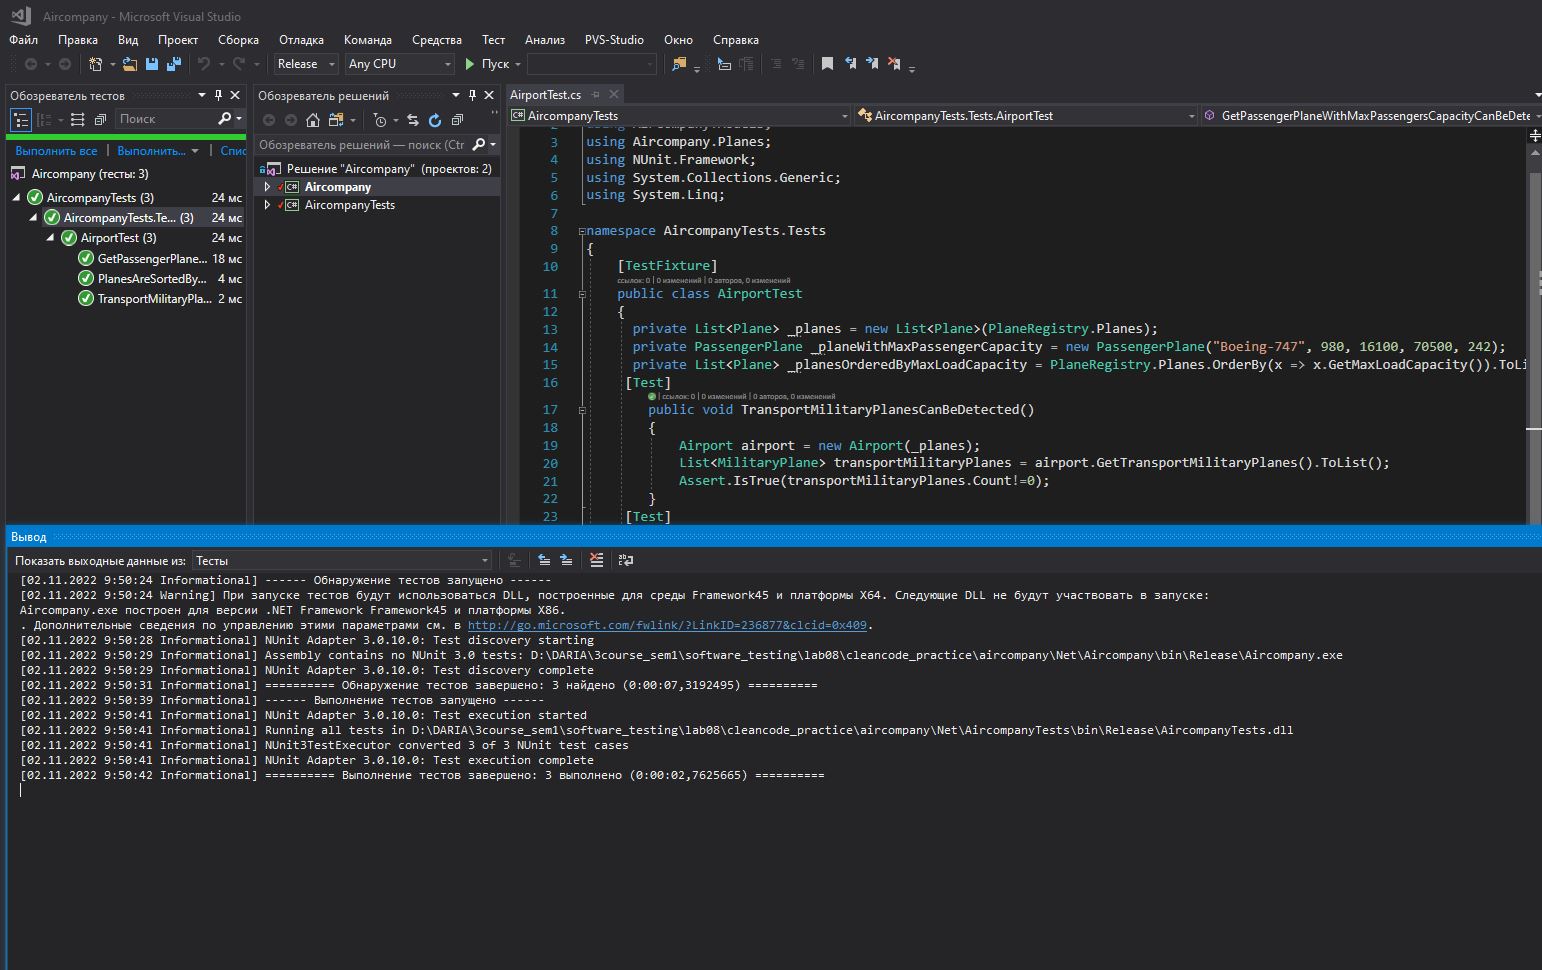 Aircompany - Microsoft Visual Studio
Файл Правка Вид Проект Сборка Отладка Команда Средства Тест Анализ PVS-Studio Окно Справка
Release Any CPU Пуск
Обозреватель тестов
Поиск
Выполнить все | Выполнить... | Спис
Aircompany (тесты: 3)
AircompanyTests (3) 24 мс
AircompanyTests.Te... (3) 24 мс
AirportTest (3) 24 мс
GetPassengerPlane... 18 мс
PlanesAreSortedBy... 4 мс
TransportMilitaryPla... 2 мс
Обозреватель решений
Обозреватель решений — поиск (Ctr
Решение "Aircompany" (проектов: 2)
Aircompany
AircompanyTests
AirportTest.cs
AircompanyTests AircompanyTests.Tests.AirportTest GetPassengerPlaneWithMaxPassengersCapacityCanBeDete
3 using Aircompany.Planes;
4 using NUnit.Framework;
5 using System.Collections.Generic;
6 using System.Linq;
7
8 namespace AircompanyTests.Tests
9 {
10 [TestFixture]
ссылок: 0 | 0 изменений | 0 авторов, 0 изменений
11 public class AirportTest
12 {
13 private List<Plane> _planes = new List<Plane>(PlaneRegistry.Planes);
14 private PassengerPlane _planeWithMaxPassengerCapacity = new PassengerPlane("Boeing-747", 980, 16100, 70500, 242);
15 private List<Plane> _planesOrderedByMaxLoadCapacity = PlaneRegistry.Planes.OrderBy(x => x.GetMaxLoadCapacity()).ToLi
16 [Test]
| ссылок: 0 | 0 изменений | 0 авторов, 0 изменений
17 public void TransportMilitaryPlanesCanBeDetected()
18 {
19 Airport airport = new Airport(_planes);
20 List<MilitaryPlane> transportMilitaryPlanes = airport.GetTransportMilitaryPlanes().ToList();
21 Assert.IsTrue(transportMilitaryPlanes.Count!=0);
22 }
23 [Test]
Вывод
Показать выходные данные из: Тесты
[02.11.2022 9:50:24 Informational] ------ Обнаружение тестов запущено ------
[02.11.2022 9:50:24 Warning] При запуске тестов будут использоваться DLL, построенные для среды Framework45 и платформы X64. Следующие DLL не будут участвовать в запуске:
Aircompany.exe построен для версии .NET Framework Framework45 и платформы X86.
. Дополнительные сведения по управлению этими параметрами см. в http://go.microsoft.com/fwlink/?LinkID=236877&clcid=0x409.
[02.11.2022 9:50:28 Informational] NUnit Adapter 3.0.10.0: Test discovery starting
[02.11.2022 9:50:29 Informational] Assembly contains no NUnit 3.0 tests: D:\DARIA\3course_sem1\software_testing\lab08\cleancode_practice\aircompany\Net\Aircompany\bin\Release\Aircompany.exe
[02.11.2022 9:50:29 Informational] NUnit Adapter 3.0.10.0: Test discovery complete
[02.11.2022 9:50:31 Informational] ========== Обнаружение тестов завершено: 3 найдено (0:00:07,3192495) ==========
[02.11.2022 9:50:39 Informational] ------ Выполнение тестов запущено ------
[02.11.2022 9:50:41 Informational] NUnit Adapter 3.0.10.0: Test execution started
[02.11.2022 9:50:41 Informational] Running all tests in D:\DARIA\3course_sem1\software_testing\lab08\cleancode_practice\aircompany\Net\AircompanyTests\bin\Release\AircompanyTests.dll
[02.11.2022 9:50:41 Informational] NUnit3TestExecutor converted 3 of 3 NUnit test cases
[02.11.2022 9:50:41 Informational] NUnit Adapter 3.0.10.0: Test execution complete
[02.11.2022 9:50:42 Informational] ========== Выполнение тестов завершено: 3 выполнено (0:00:02,7625665) ==========